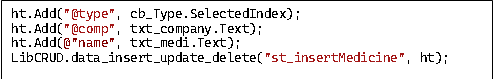 ht.Add("@type", cb_Type.SelectedIndex);
ht.Add("@comp", txt_company.Text);
ht.Add(@"name", txt_medi.Text);
LibCRUD.data_insert_update_delete("st_insertMedicine", ht);